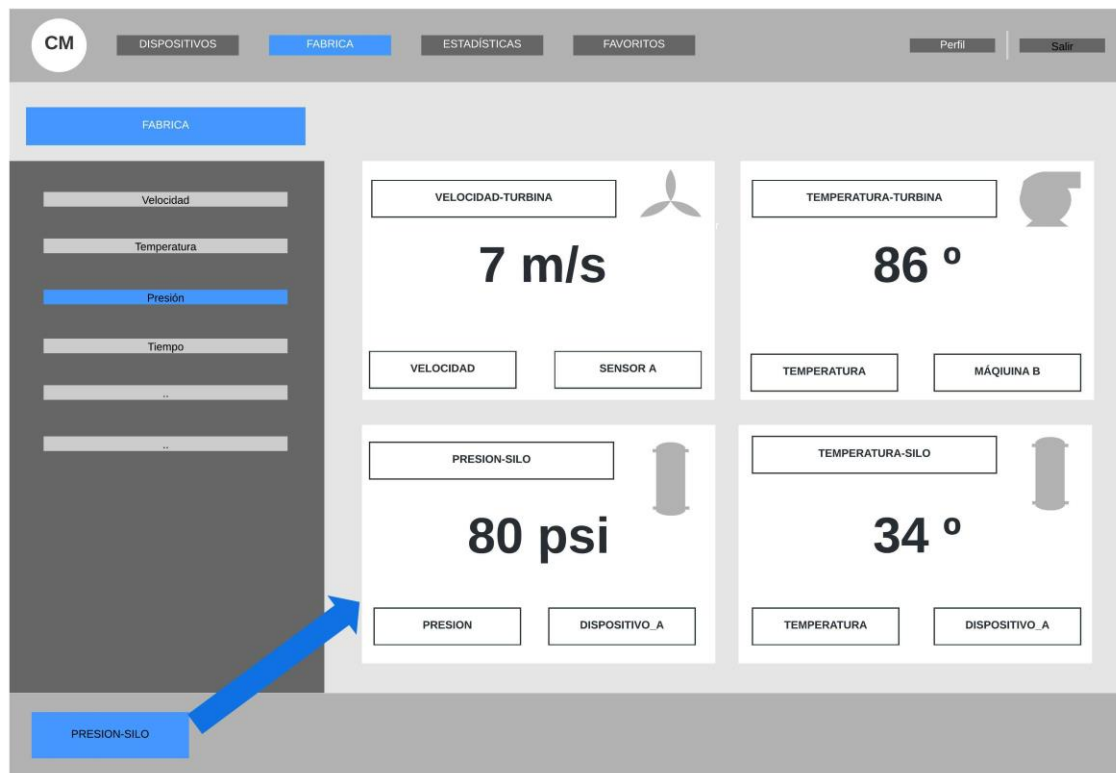 CM
DISPOSITIVOS
FABRICA
ESTADÍSTICAS
FAVORITOS
Perfil
Salir
FABRICA
Velocidad
Temperatura
Presión
Tiempo
..
..
VELOCIDAD-TURBINA
7 m/s
VELOCIDAD
SENSOR A
TEMPERATURA-TURBINA
86 º
TEMPERATURA
MÁQIUINA B
PRESION-SILO
80 psi
PRESION
DISPOSITIVO_A
TEMPERATURA-SILO
34 º
TEMPERATURA
DISPOSITIVO_A
PRESION-SILO